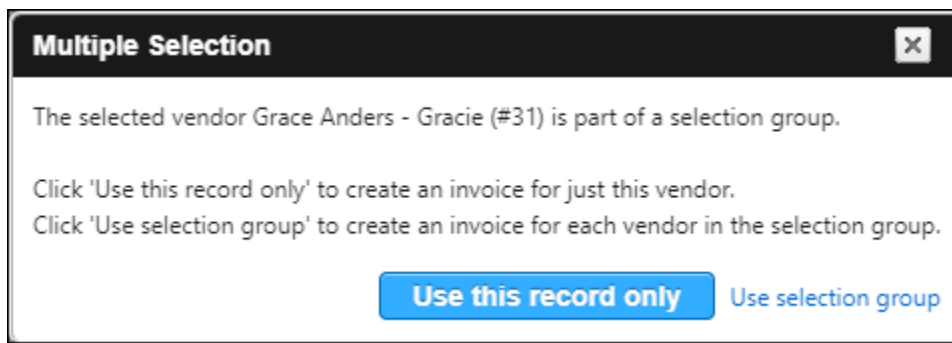 Multiple Selection
The selected vendor Grace Anders - Gracie (#31) is part of a selection group.
Click 'Use this record only' to create an invoice for just this vendor.
Click 'Use selection group' to create an invoice for each vendor in the selection group.
Use this record only
Use selection group